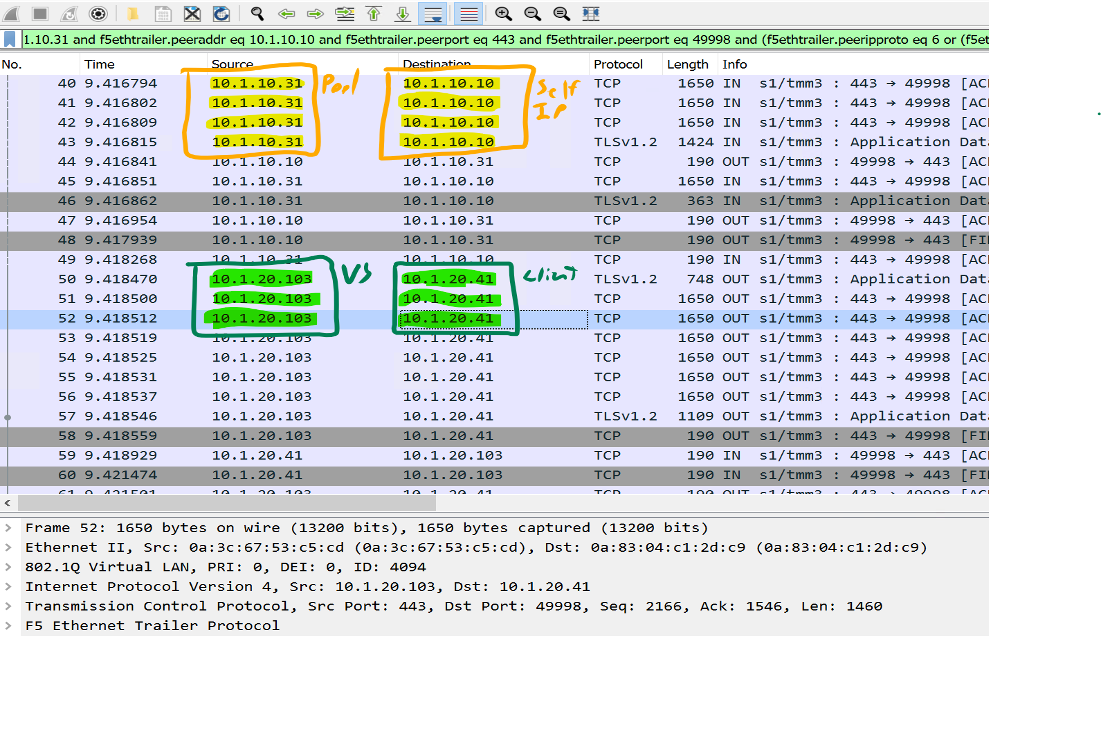 1.10.31 and f5ethtrailer.peeraddr eq 10.1.10.10 and f5ethtrailer.peerport eq 443 and f5ethtrailer.peerport eq 49998 and (f5ethtrailer.peeripproto eq 6 or (f5et
No. Time Source Destination Protocol Length Info
40 9.416794 10.1.10.31 Pool 10.1.10.10 Self TCP 1650 IN s1/tmm3 : 443 → 49998 [ACK
41 9.416802 10.1.10.31 10.1.10.10 IP TCP 1650 IN s1/tmm3 : 443 → 49998 [ACK
42 9.416809 10.1.10.31 10.1.10.10 TCP 1650 IN s1/tmm3 : 443 → 49998 [ACK
43 9.416815 10.1.10.31 10.1.10.10 TLSv1.2 1424 IN s1/tmm3 : Application Dat
44 9.416841 10.1.10.10 10.1.10.31 TCP 190 OUT s1/tmm3 : 49998 → 443 [ACK
45 9.416851 10.1.10.31 10.1.10.10 TCP 1650 IN s1/tmm3 : 443 → 49998 [ACK
46 9.416862 10.1.10.31 10.1.10.10 TLSv1.2 363 IN s1/tmm3 : Application Dat
47 9.416954 10.1.10.10 10.1.10.31 TCP 190 OUT s1/tmm3 : 49998 → 443 [ACK
48 9.417939 10.1.10.10 10.1.10.31 TCP 190 OUT s1/tmm3 : 49998 → 443 [FIN
49 9.418268 10.1.10.31 10.1.10.10 TCP 190 IN s1/tmm3 : 443 → 49998 [ACK
50 9.418470 10.1.20.103 VS 10.1.20.41 client TLSv1.2 748 OUT s1/tmm3 : Application Dat
51 9.418500 10.1.20.103 10.1.20.41 TCP 1650 OUT s1/tmm3 : 443 → 49998 [ACK
52 9.418512 10.1.20.103 10.1.20.41 TCP 1650 OUT s1/tmm3 : 443 → 49998 [ACK
53 9.418519 10.1.20.103 10.1.20.41 TCP 1650 OUT s1/tmm3 : 443 → 49998 [ACK
54 9.418525 10.1.20.103 10.1.20.41 TCP 1650 OUT s1/tmm3 : 443 → 49998 [ACK
55 9.418531 10.1.20.103 10.1.20.41 TCP 1650 OUT s1/tmm3 : 443 → 49998 [ACK
56 9.418537 10.1.20.103 10.1.20.41 TCP 1650 OUT s1/tmm3 : 443 → 49998 [ACK
57 9.418546 10.1.20.103 10.1.20.41 TLSv1.2 1109 OUT s1/tmm3 : Application Dat
58 9.418559 10.1.20.103 10.1.20.41 TCP 190 OUT s1/tmm3 : 443 → 49998 [FIN
59 9.418929 10.1.20.41 10.1.20.103 TCP 190 IN s1/tmm3 : 49998 → 443 [ACK
60 9.421474 10.1.20.41 10.1.20.103 TCP 190 IN s1/tmm3 : 49998 → 443 [FIN
61 9.421501 10.1.20.103 10.1.20.41 TCP 190 OUT s1/tmm3 : 443 → 49998 [ACK
Frame 52: 1650 bytes on wire (13200 bits), 1650 bytes captured (13200 bits)
Ethernet II, Src: 0a:3c:67:53:c5:cd (0a:3c:67:53:c5:cd), Dst: 0a:83:04:c1:2d:c9 (0a:83:04:c1:2d:c9)
802.1Q Virtual LAN, PRI: 0, DEI: 0, ID: 4094
Internet Protocol Version 4, Src: 10.1.20.103, Dst: 10.1.20.41
Transmission Control Protocol, Src Port: 443, Dst Port: 49998, Seq: 2166, Ack: 1546, Len: 1460
F5 Ethernet Trailer Protocol